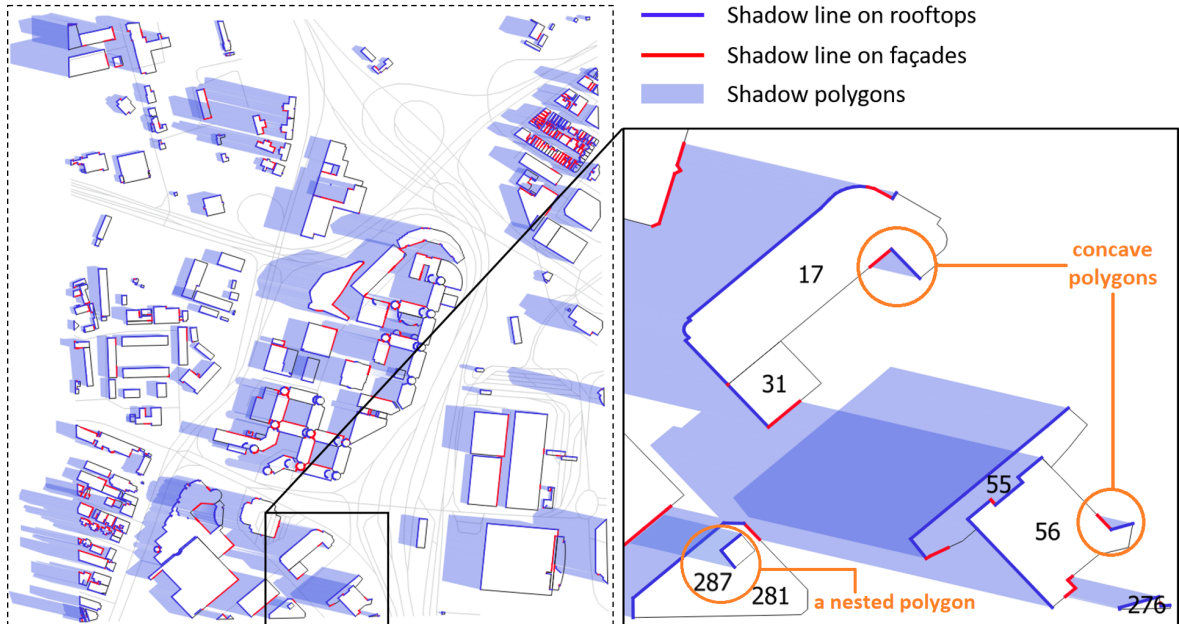 Shadow line on rooftops
Shadow line on façades
Shadow polygons
concave
polygons
17
31
55
56
287
281
a nested polygon
276